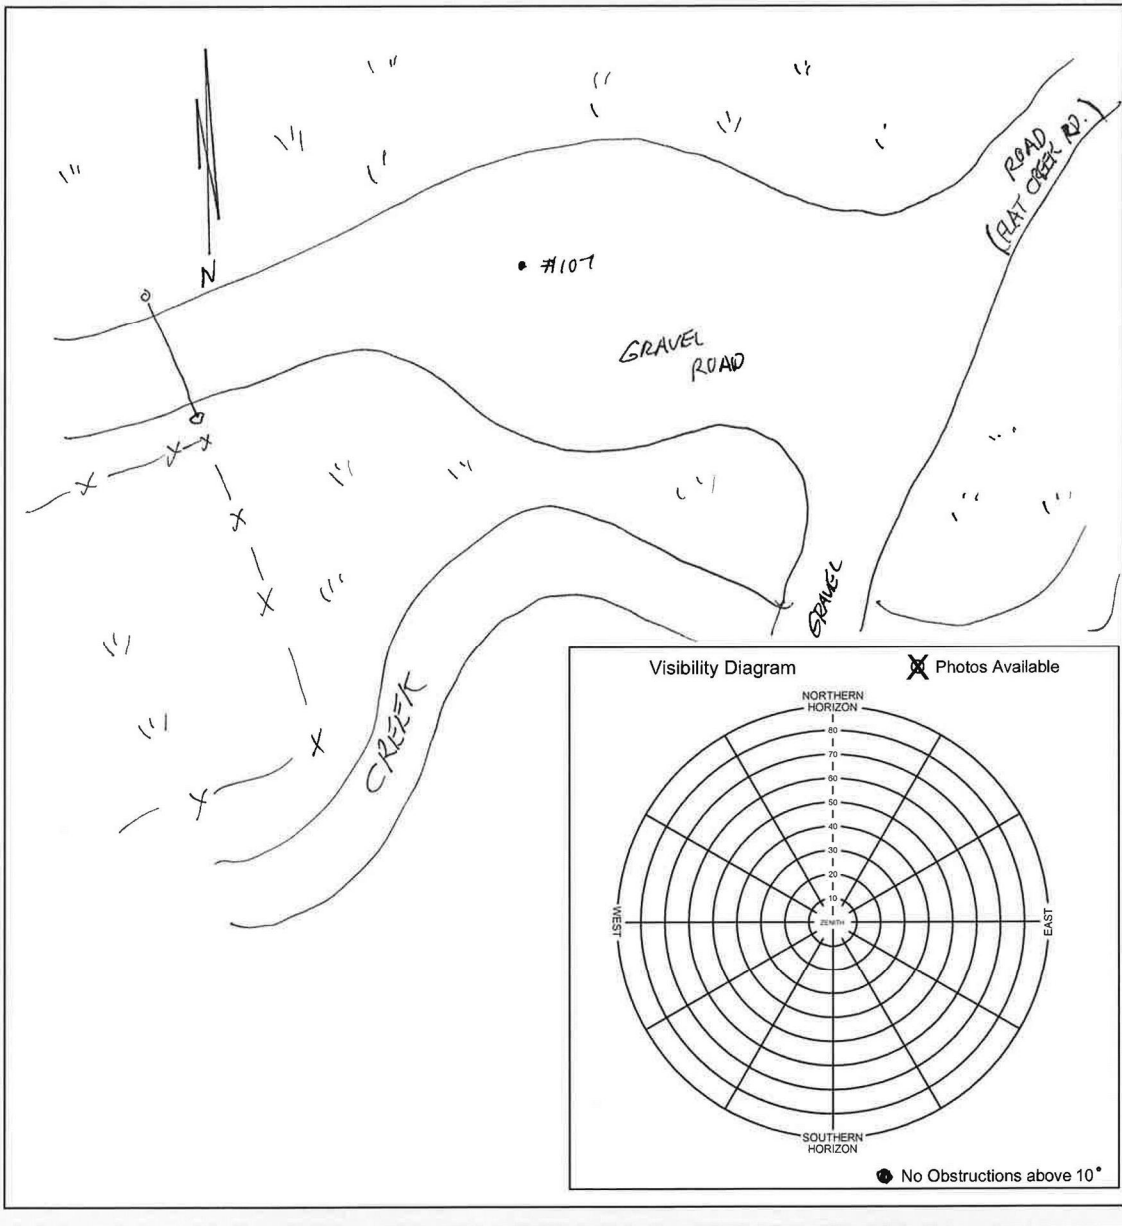 ROAD
(FLAT CREEK RD.)
N
#107
GRAVEL
ROAD
GRAVEL
CREEK
Visibility Diagram
Photos Available
NORTHERN
HORIZON
80
70
60
50
40
30
20
10
ZENITH
WEST
EAST
SOUTHERN
HORIZON
No Obstructions above 10°